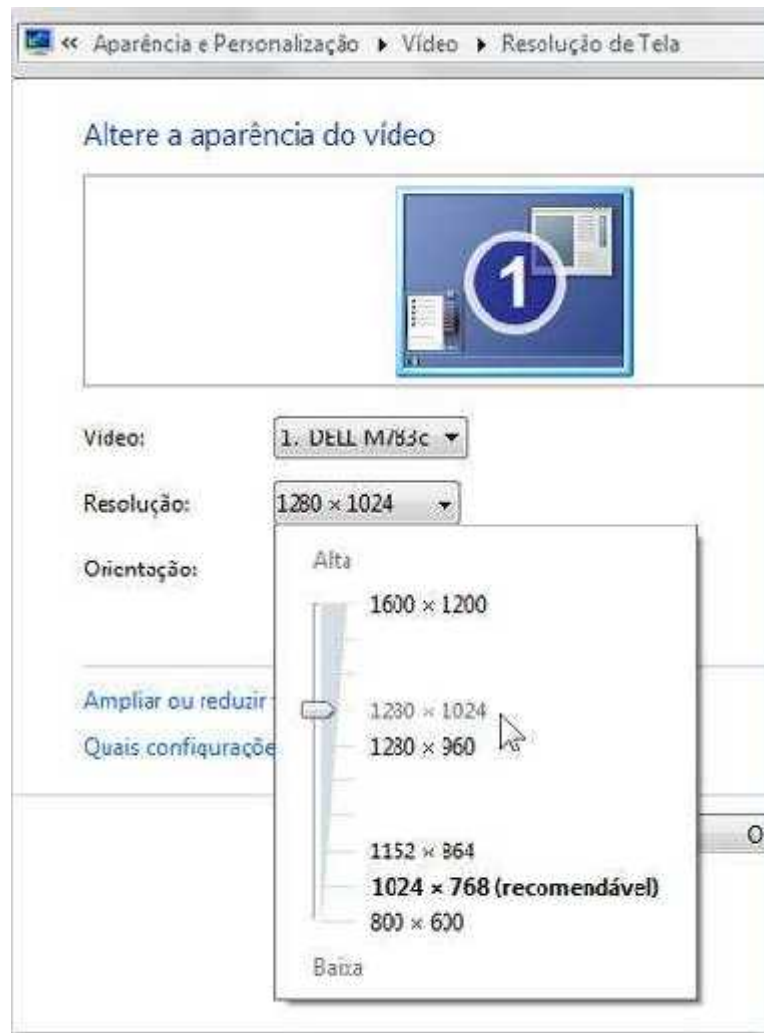 « Aparência e Personalização ▸ Vídeo ▸ Resolução de Tela
Altere a aparência do vídeo
1
Vídeo:
1. DELL M783c
Resolução:
1280 × 1024
Orientação:
Alta
1600 × 1200
1280 × 1024
1280 × 960
1152 × 864
1024 × 768 (recomendável)
800 × 600
Baixa
Ampliar ou reduzir
Quais configuraçõe
O